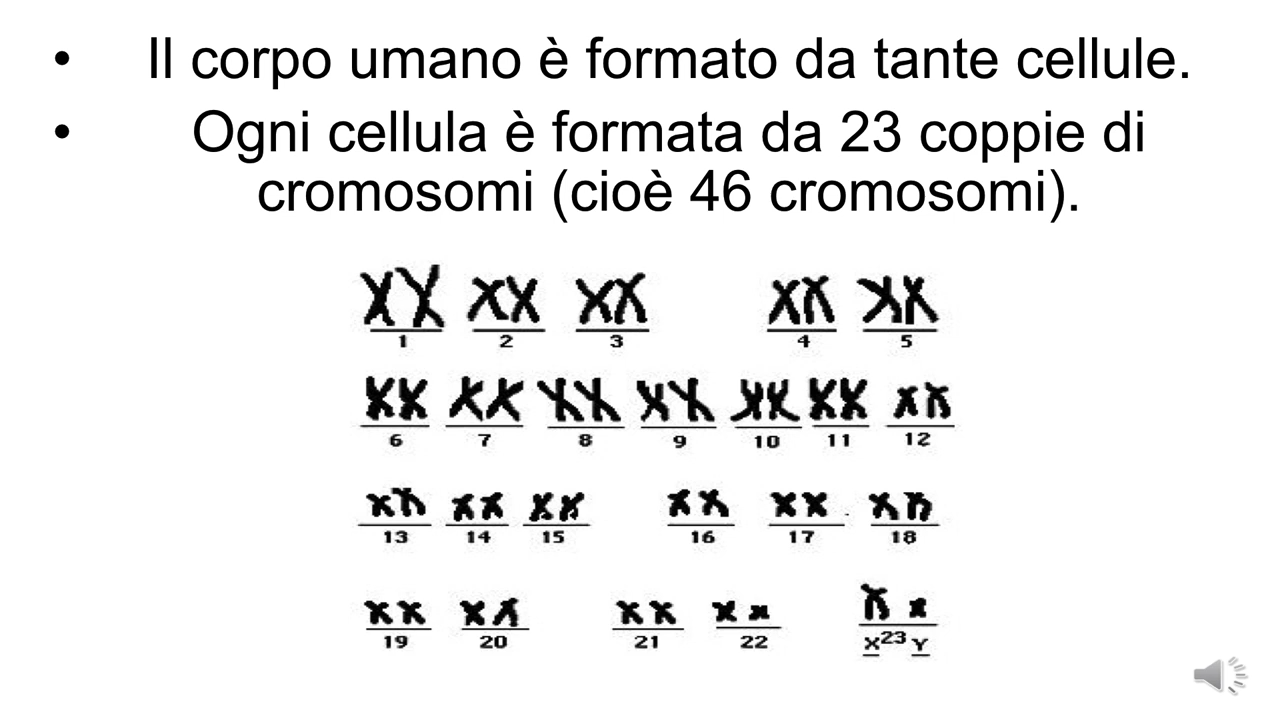 • Il corpo umano è formato da tante cellule.
• Ogni cellula è formata da 23 coppie di
cromosomi (cioè 46 cromosomi).
1 2 3 4 5
6 7 8 9 10 11 12
13 14 15 16 17 18
19 20 21 22 X 23 Y